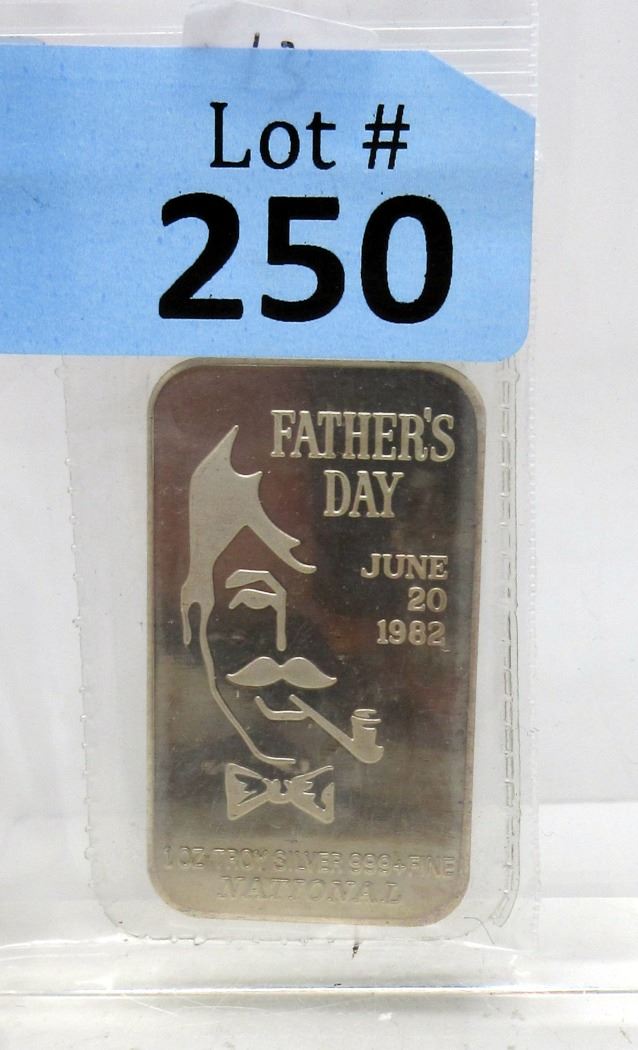 Lot #
250
FATHER'S
DAY
JUNE
20
1982
1 OZ. TROY SILVER 999+ FINE
NATIONAL